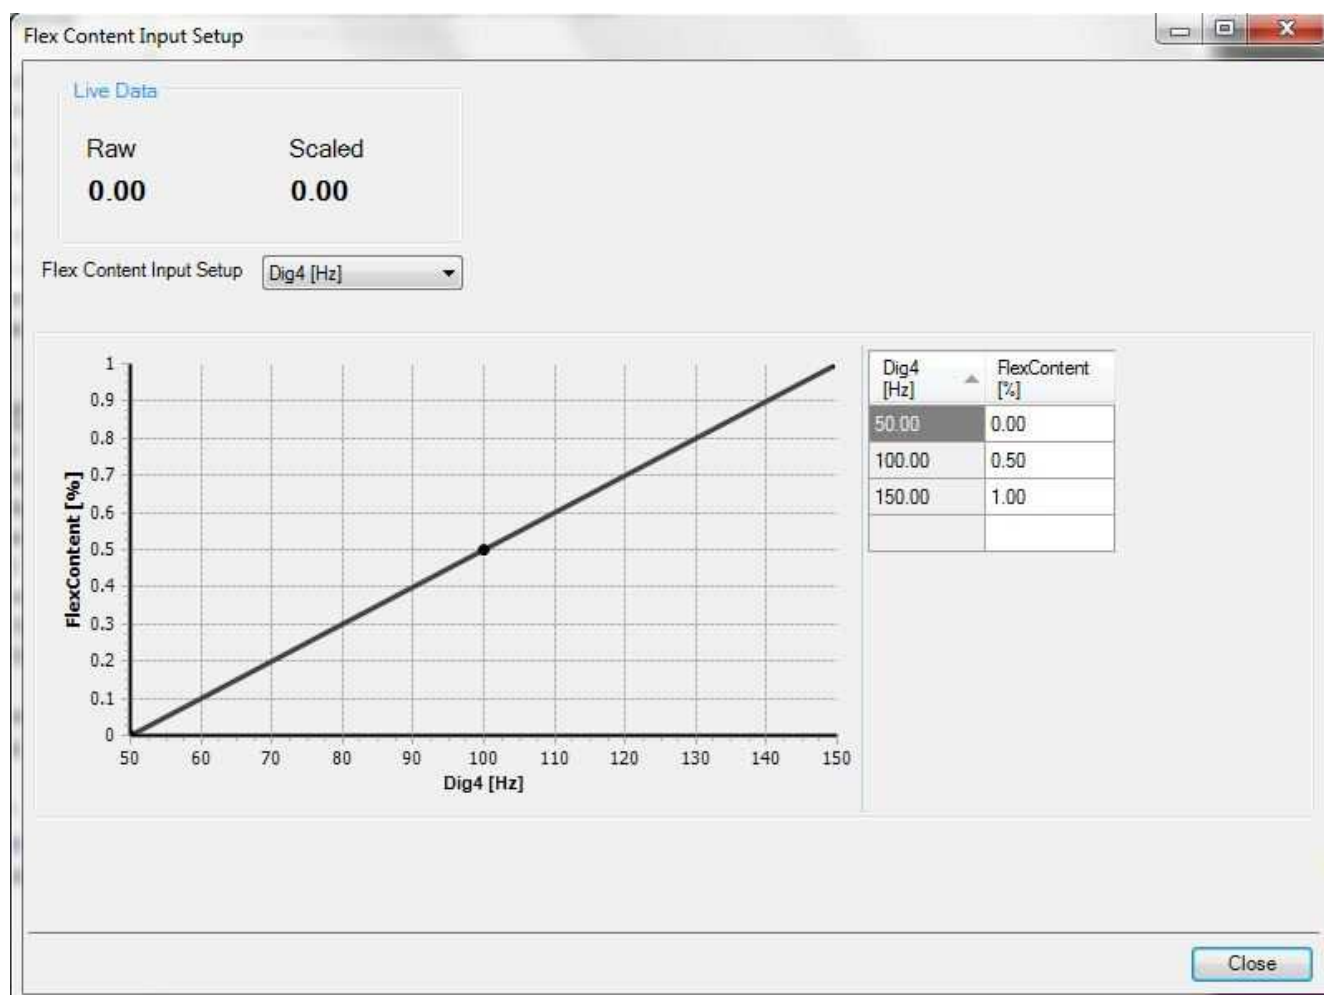 Flex Content Input Setup
Live Data
Raw Scaled
0.00 0.00
Flex Content Input Setup Dig4 [Hz]
1
0.9
0.8
0.7
0.6
0.5
0.4
0.3
0.2
0.1
0
FlexContent [%]
50 60 70 80 90 100 110 120 130 140 150
Dig4 [Hz]
Dig4 [Hz] FlexContent [%]
50.00 0.00
100.00 0.50
150.00 1.00
Close